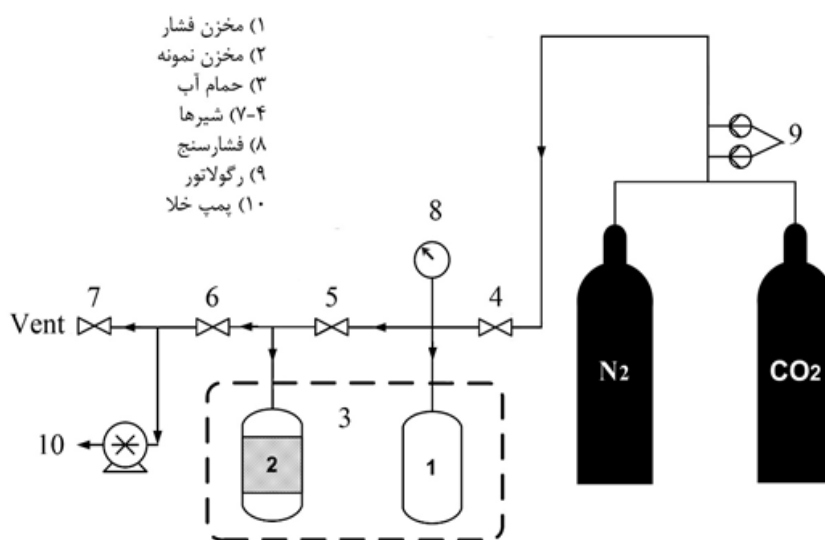 ۱) مخزن فشار
۲) مخزن نمونه
۳) حمام آب
۷-۴) شیرها
۸) فشارسنج
۹) رگولاتور
۱۰) پمپ خلا
9
8
7
6
5
4
Vent
N2
CO2
3
10
2
1